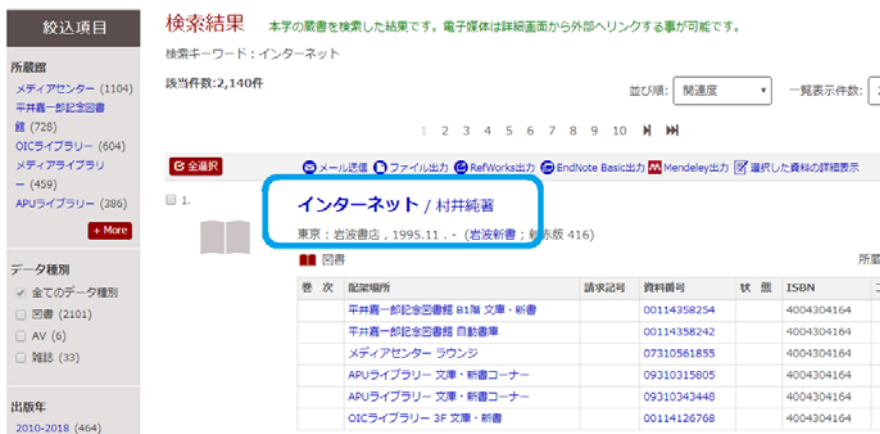 絞込項目
所蔵館
メディアセンター (1104)
平井嘉一郎記念図書
館 (728)
OICライブラリー (604)
メディアライブラリ
ー (459)
APUライブラリー (386)
+ More
データ種別
全てのデータ種別
図書 (2101)
AV (6)
雑誌 (33)
出版年
2010-2018 (464)
検索結果 本学の蔵書を検索した結果です。電子媒体は詳細画面から外部へリンクする事が可能です。
検索キーワード：インターネット
該当件数:2,140件
並び順: 関連度 一覧表示件数:
1 2 3 4 5 6 7 8 9 10
全選択 メール送信 ファイル出力 RefWorks出力 EndNote Basic出力 Mendeley出力 選択した資料の詳細表示
1. インターネット / 村井純著
東京 : 岩波書店 , 1995.11 . - (岩波新書 ; 新赤版 416)
図書 所蔵
巻 次 配架場所 請求記号 資料番号 状 態 ISBN
平井嘉一郎記念図書館 B1階 文庫・新書 00114358254 4004304164
平井嘉一郎記念図書館 自動書庫 00114358242 4004304164
メディアセンター ラウンジ 07310561855 4004304164
APUライブラリー 文庫・新書コーナー 09310315805 4004304164
APUライブラリー 文庫・新書コーナー 09310343448 4004304164
OICライブラリー 3F 文庫・新書 00114126768 4004304164